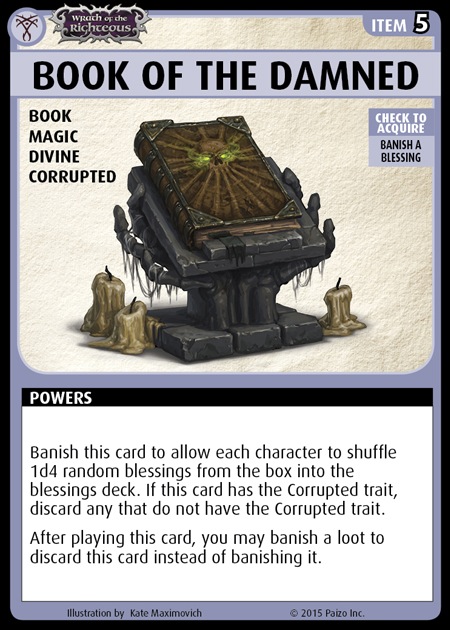 WRATH OF THE
RIGHTEOUS
ITEM 5
BOOK OF THE DAMNED
BOOK
MAGIC
DIVINE
CORRUPTED
CHECK TO
ACQUIRE
BANISH A
BLESSING
POWERS
Banish this card to allow each character to shuffle
1d4 random blessings from the box into the
blessings deck. If this card has the Corrupted trait,
discard any that do not have the Corrupted trait.
After playing this card, you may banish a loot to
discard this card instead of banishing it.
Illustration by Kate Maximovich
© 2015 Paizo Inc.